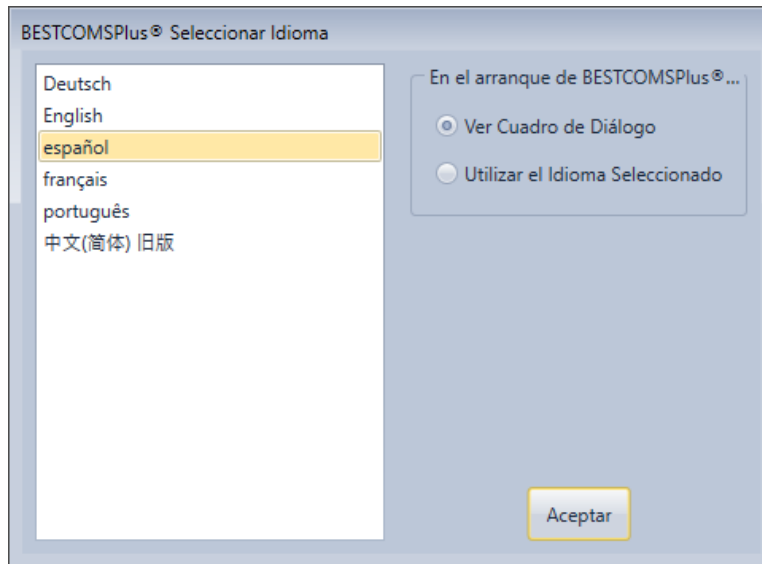 BESTCOMSPlus® Seleccionar Idioma
Deutsch
English
español
français
português
中文(简体) 旧版
En el arranque de BESTCOMSPlus®...
Ver Cuadro de Diálogo
Utilizar el Idioma Seleccionado
Aceptar